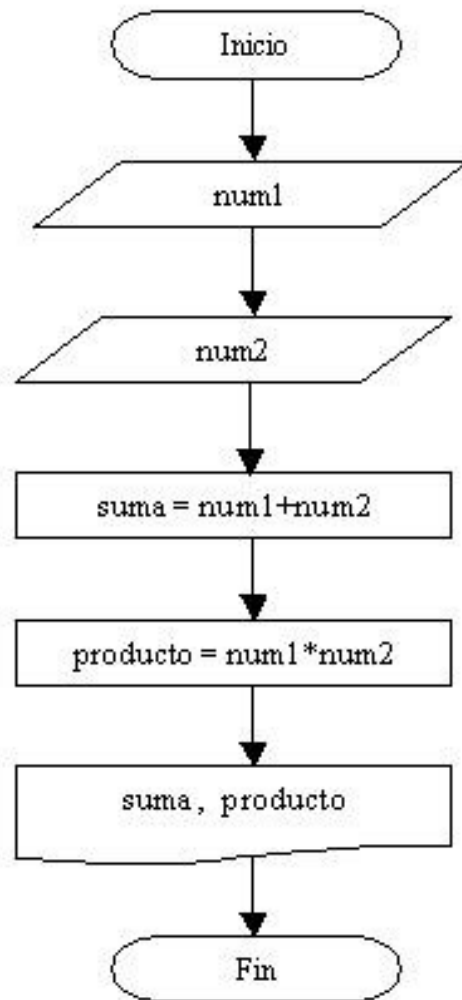 Inicio
num1
num2
suma = num1+num2
producto = num1*num2
suma , producto
Fin